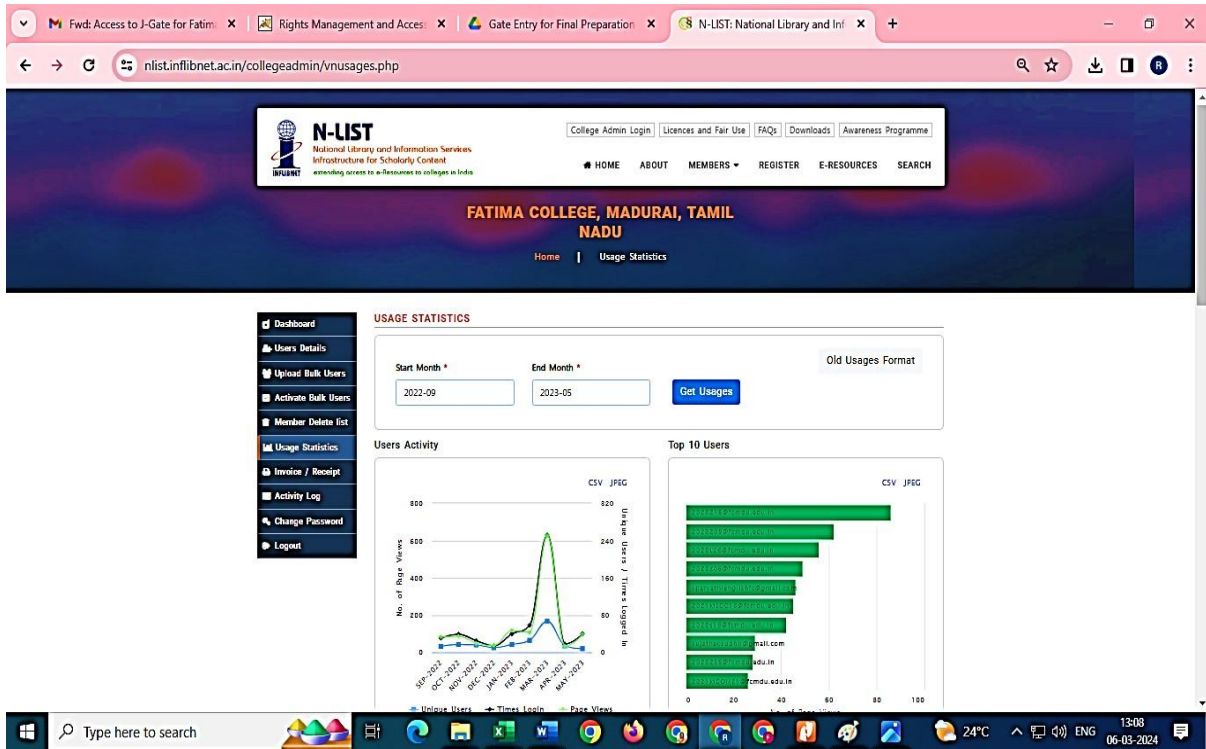 Fwd: Access to J-Gate for Fatim
Rights Management and Acces
Gate Entry for Final Preparation
N-LIST: National Library and Inf
nlist.inflibnet.ac.in/collegeadmin/vnusages.php
R
INFLIBNET
N-LIST
National Library and Information Services
Infrastructure for Scholarly Content
extending access to e-Resources to colleges in India
College Admin Login Licences and Fair Use FAQs Downloads Awareness Programme
HOME ABOUT MEMBERS REGISTER E-RESOURCES SEARCH
FATIMA COLLEGE, MADURAI, TAMIL
NADU
Home | Usage Statistics
Dashboard
Users Details
Upload Bulk Users
Activate Bulk Users
Member Delete list
Usage Statistics
Invoice / Receipt
Activity Log
Change Password
Logout
USAGE STATISTICS
Old Usages Format
Start Month * End Month *
2022-09 2023-05 Get Usages
Users Activity
CSV JPEG
No. of Page Views
800
600
400
200
0
Unique Users / Times Logged In
320
240
160
80
0
SEP-2022 OCT-2022 NOV-2022 DEC-2022 JAN-2023 FEB-2023 MAR-2023 APR-2023 MAY-2023
Unique Users Times Login Page Views
Top 10 Users
CSV JPEG
0 20 40 60 80 100
No. of Page Views
Type here to search
24°C ENG 13:08
06-03-2024